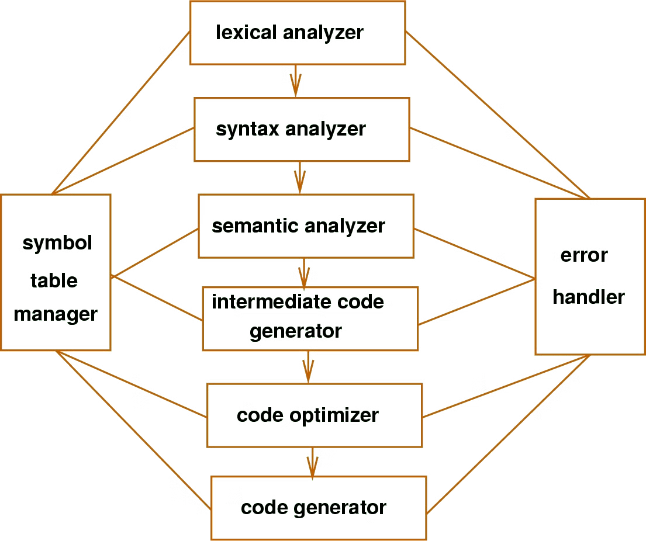 lexical analyzer
syntax analyzer
semantic analyzer
symbol
table
manager
error
handler
intermediate code
generator
code optimizer
code generator